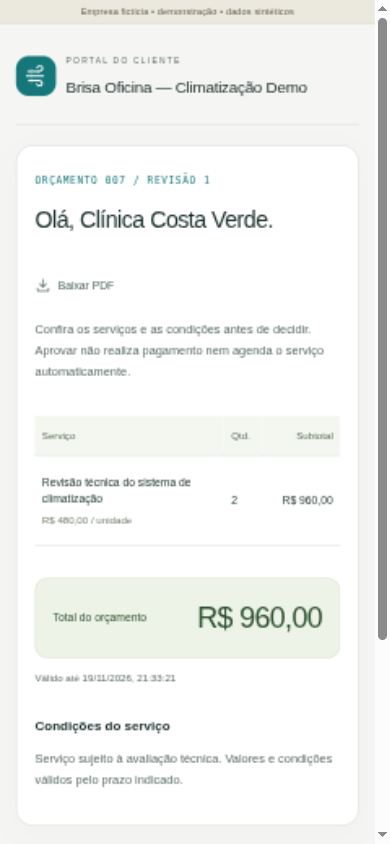 Empresa fictícia • demonstração • dados sintéticos
PORTAL DO CLIENTE
Brisa Oficina — Climatização Demo
ORÇAMENTO 007 / REVISÃO 1
Olá, Clínica Costa Verde.
Baixar PDF
Confira os serviços e as condições antes de decidir.
Aprovar não realiza pagamento nem agenda o serviço
automaticamente.
Serviço Qtd. Subtotal
Revisão técnica do sistema de
climatização
R$ 480,00 / unidade
2 R$ 960,00
Total do orçamento R$ 960,00
Válido até 19/11/2026, 21:33:21
Condições do serviço
Serviço sujeito à avaliação técnica. Valores e condições
válidos pelo prazo indicado.